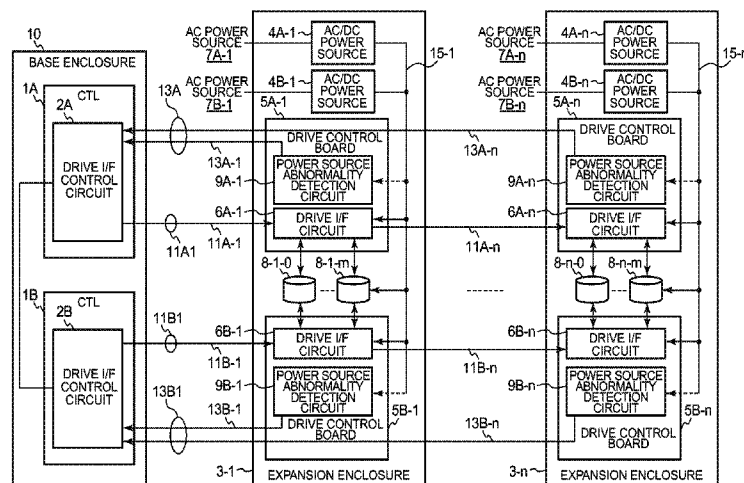 10
BASE ENCLOSURE
1A
CTL
2A
DRIVE I/F
CONTROL
CIRCUIT
13A
13A-1
11A1
11A-1
1B
CTL
2B
DRIVE I/F
CONTROL
CIRCUIT
11B1
11B-1
13B1
13B-1
AC POWER
SOURCE
7A-1
4A-1
AC/DC
POWER
SOURCE
15-1
AC POWER
SOURCE
7B-1
4B-1
AC/DC
POWER
SOURCE
5A-1
DRIVE CONTROL
BOARD
9A-1
POWER SOURCE
ABNORMALITY
DETECTION
CIRCUIT
6A-1
DRIVE I/F
CIRCUIT
8-1-0
8-1-m
6B-1
DRIVE I/F
CIRCUIT
9B-1
POWER SOURCE
ABNORMALITY
DETECTION
CIRCUIT
5B-1
DRIVE CONTROL
BOARD
3-1
EXPANSION ENCLOSURE
13A-n
11A-n
11B-n
13B-n
AC POWER
SOURCE
7A-n
4A-n
AC/DC
POWER
SOURCE
15-n
AC POWER
SOURCE
7B-n
4B-n
AC/DC
POWER
SOURCE
5A-n
DRIVE CONTROL
BOARD
9A-n
POWER SOURCE
ABNORMALITY
DETECTION
CIRCUIT
6A-n
DRIVE I/F
CIRCUIT
8-n-0
8-n-m
6B-n
DRIVE I/F
CIRCUIT
9B-n
POWER SOURCE
ABNORMALITY
DETECTION
CIRCUIT
5B-n
DRIVE CONTROL
BOARD
3-n
EXPANSION ENCLOSURE